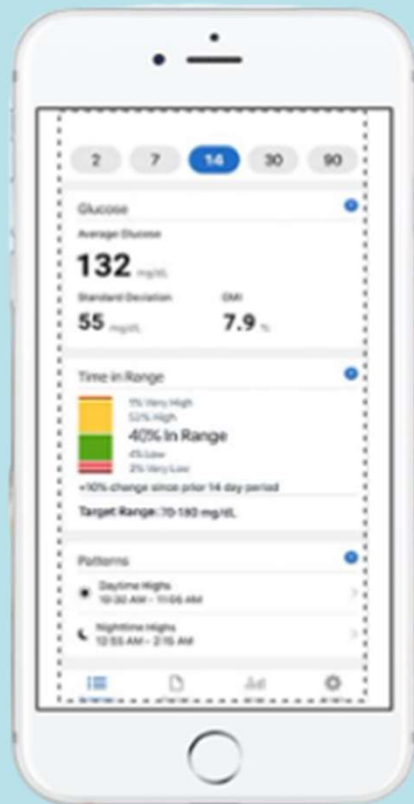 2 7 14 30 90
Glucose
Average Glucose
132 mg/dL
Standard Deviation GMI
55 mg/dL 7.9 %
Time in Range
1% Very High
52% High
40% In Range
4% Low
2% Very Low
+10% change since prior 14 day period
Target Range: 70-180 mg/dL
Patterns
Daytime Highs
10:30 AM - 11:05 AM
Nighttime Highs
12:55 AM - 2:15 AM